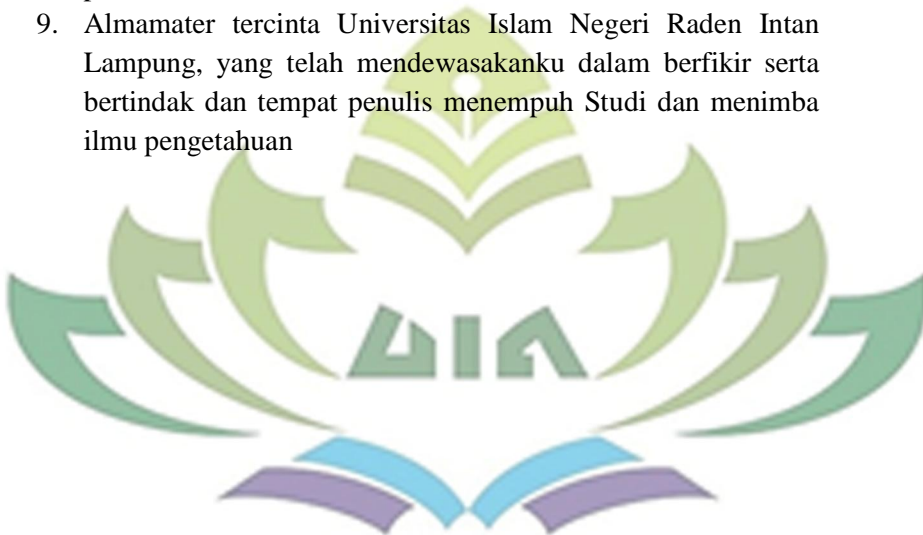 9. Almamater tercinta Universitas Islam Negeri Raden Intan
Lampung, yang telah mendewasakanku dalam berfikir serta
bertindak dan tempat penulis menempuh Studi dan menimba
ilmu pengetahuan
UIN